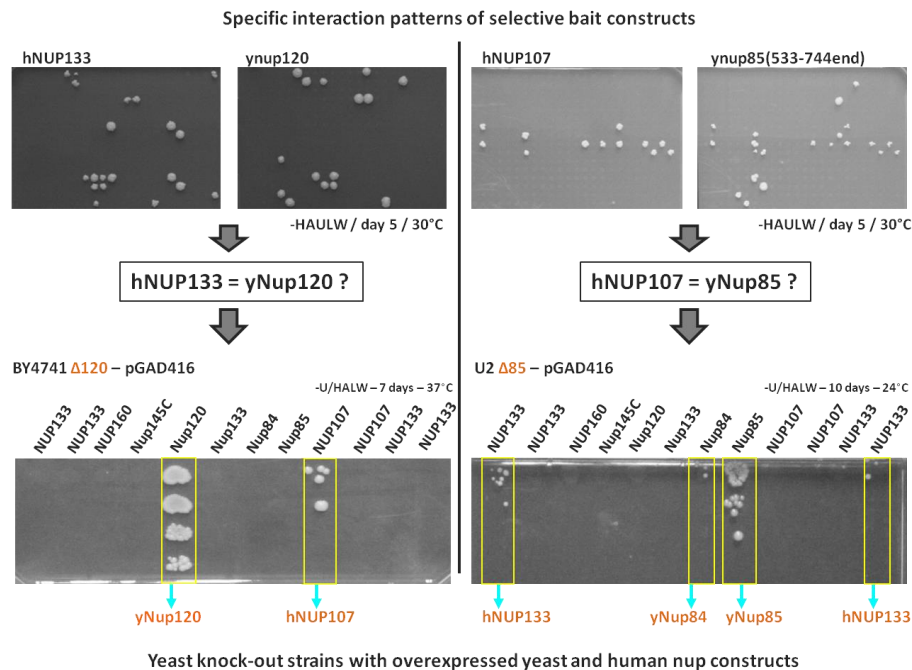 Specific interaction patterns of selective bait constructs
hNUP133
ynup120
-HAULW / day 5 / 30°C
hNUP133 = yNup120 ?
BY4741 Δ120 – pGAD416
-U/HALW – 7 days – 37°C
NUP133
NUP133
NUP160
Nup145C
Nup120
Nup133
Nup84
Nup85
NUP107
NUP107
NUP133
NUP133
yNup120
hNUP107
hNUP107
ynup85(533-744end)
-HAULW / day 5 / 30°C
hNUP107 = yNup85 ?
U2 Δ85 – pGAD416
-U/HALW – 10 days – 24°C
NUP133
NUP133
NUP160
Nup145C
Nup120
Nup133
Nup84
Nup85
NUP107
NUP107
NUP133
NUP133
hNUP133
yNup84
yNup85
hNUP133
Yeast knock-out strains with overexpressed yeast and human nup constructs